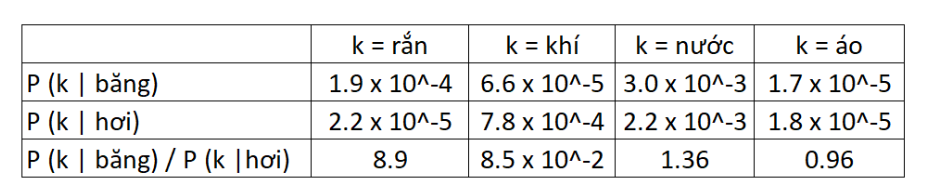 k = rắn k = khí k = nước k = áo
P (k | băng) 1.9 x 10^-4 6.6 x 10^-5 3.0 x 10^-3 1.7 x 10^-5
P (k | hơi) 2.2 x 10^-5 7.8 x 10^-4 2.2 x 10^-3 1.8 x 10^-5
P (k | băng) / P (k |hơi) 8.9 8.5 x 10^-2 1.36 0.96